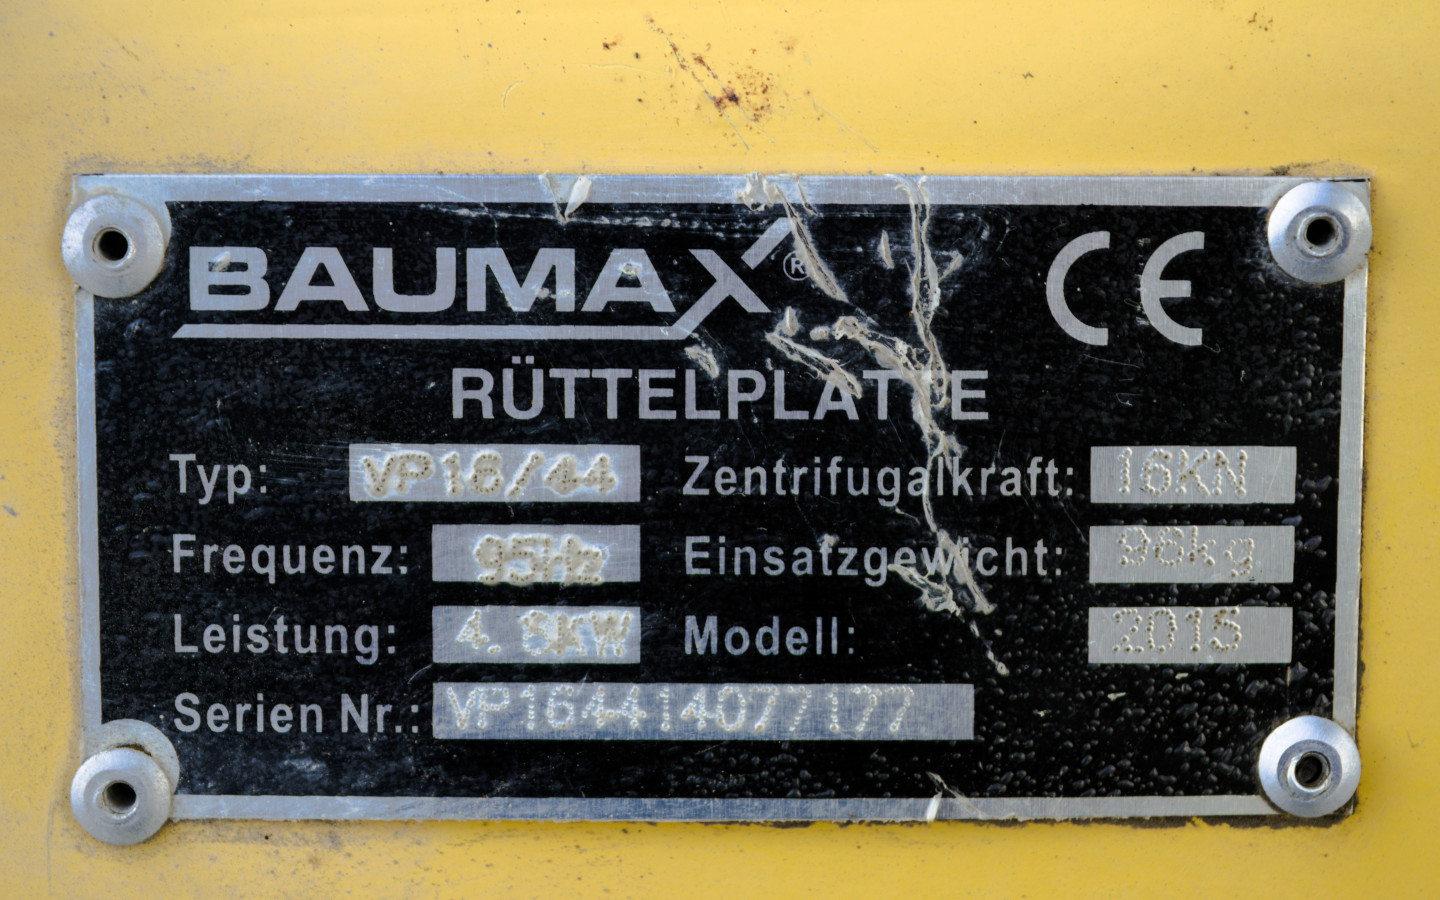 BAUMAX®
CE
RÜTTELPLATTE
Typ: VP16/44 Zentrifugalkraft: 16KN
Frequenz: 95Hz Einsatzgewicht: 96kg
Leistung: 4.8KW Modell: 2015
Serien Nr.: VP164414077177